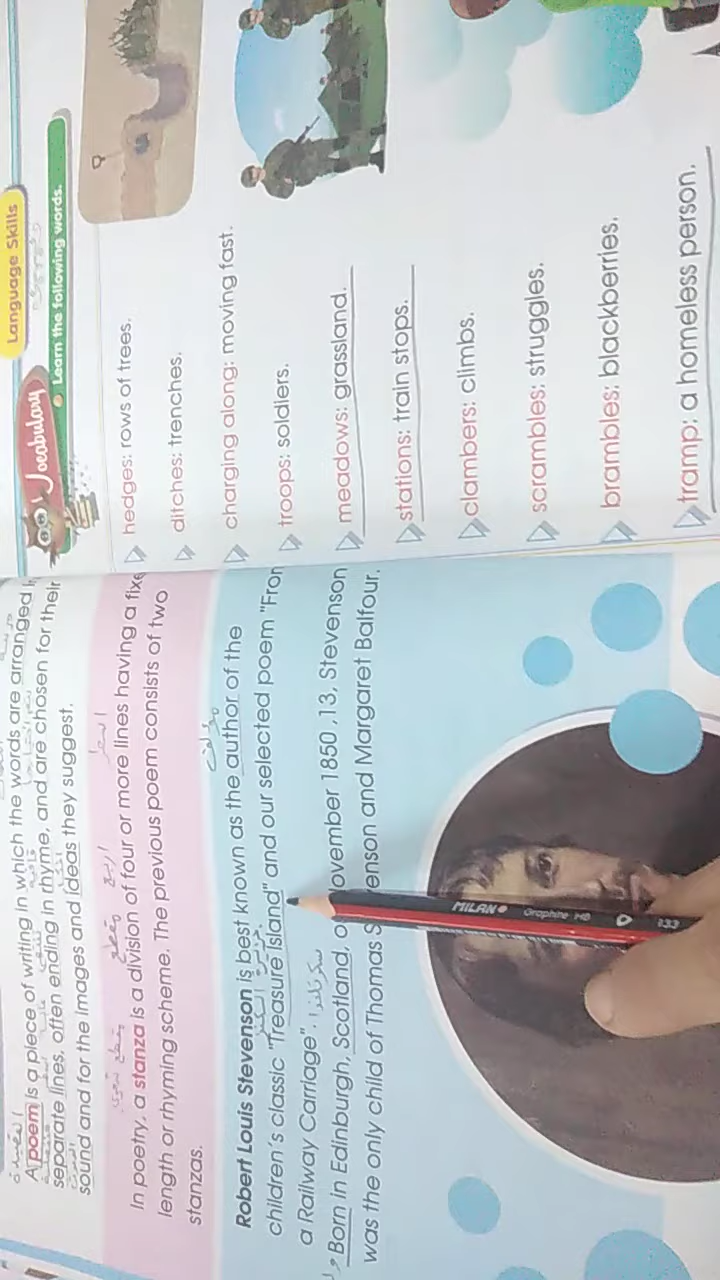 A poem is a piece of writing in which the words are arranged
separate lines, often ending in rhyme, and are chosen for their
sound and for the images and ideas they suggest.
In poetry, a stanza is a division of four or more lines having a fixe
length or rhyming scheme. The previous poem consists of two
stanzas.
مؤلف
Robert Louis Stevenson is best known as the author of the
children's classic "Treasure Island" and our selected poem "From
a Railway Carriage".
Born in Edinburgh, Scotland, o ovember 1850 ,13, Stevenson
was the only child of Thomas S enson and Margaret Balfour.
MILAN Graphite HB 133
Language Skills
Vocabulary
Learn the following words.
hedges: rows of trees.
ditches: trenches.
charging along: moving fast.
troops: soldiers.
meadows: grassland.
stations: train stops.
clambers: climbs.
scrambles: struggles.
brambles: blackberries.
tramp: a homeless person.